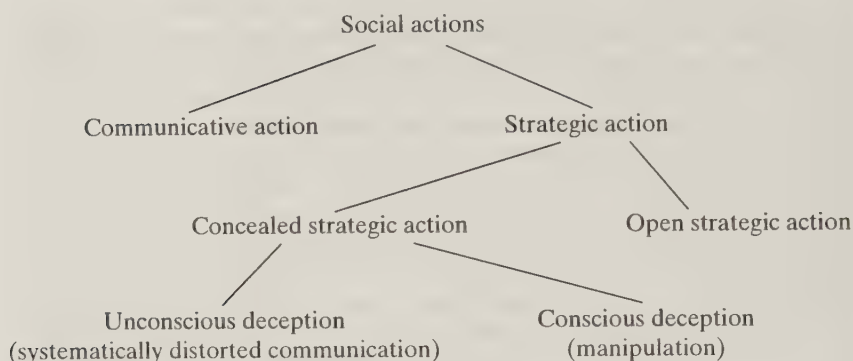 Social actions
Communicative action
Strategic action
Concealed strategic action
Open strategic action
Unconscious deception
(systematically distorted communication)
Conscious deception
(manipulation)